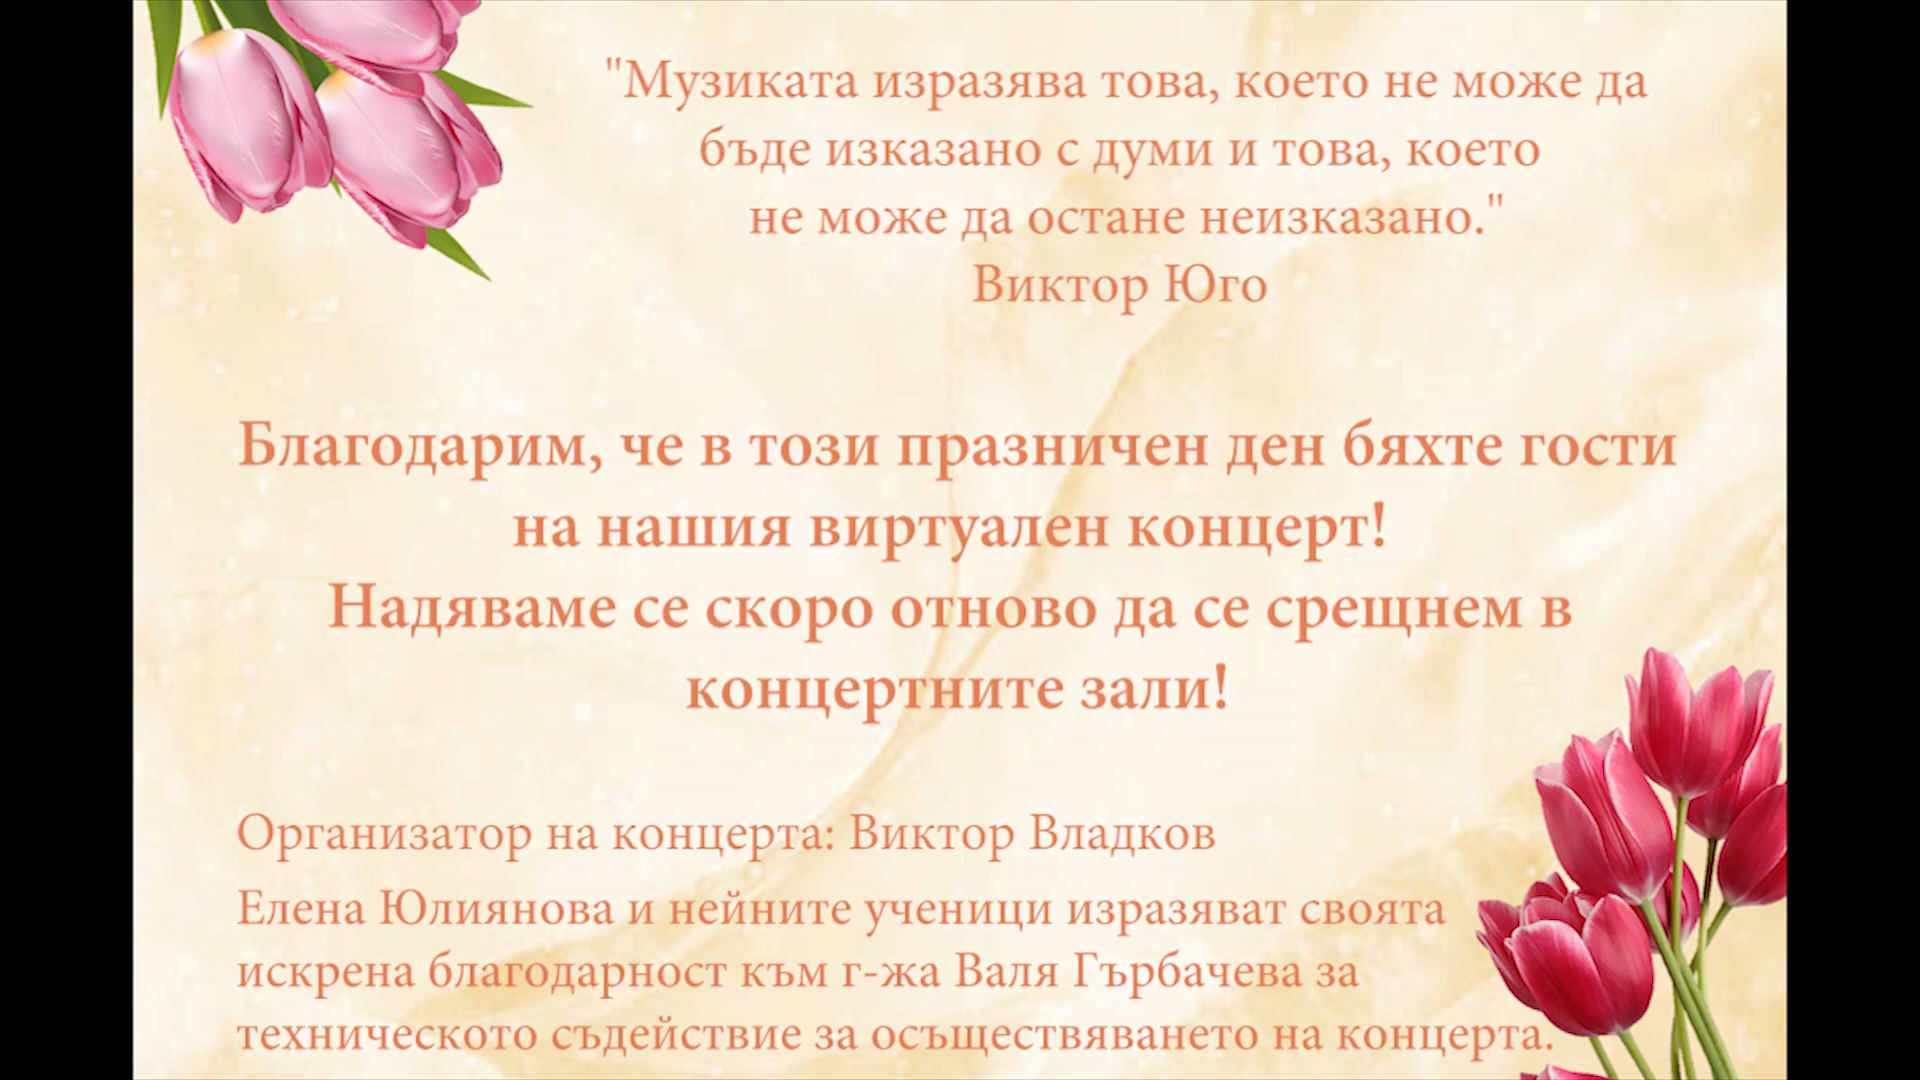 "Музиката изразява това, което не може да
бъде изказано с думи и това, което
не може да остане неизказано."
Виктор Юго
Благодарим, че в този празничен ден бяхте гости
на нашия виртуален концерт!
Надяваме се скоро отново да се срещнем в
концертните зали!
Организатор на концерта: Виктор Владков
Елена Юлиянова и нейните ученици изразяват своята
искрена благодарност към г-жа Валя Гърбачева за
техническото съдействие за осъществяването на концерта.